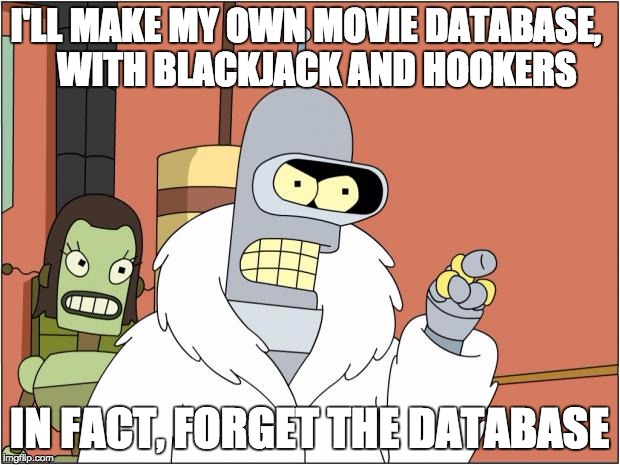 I'LL MAKE MY OWN MOVIE DATABASE,
WITH BLACKJACK AND HOOKERS
IN FACT, FORGET THE DATABASE
imgflip.com